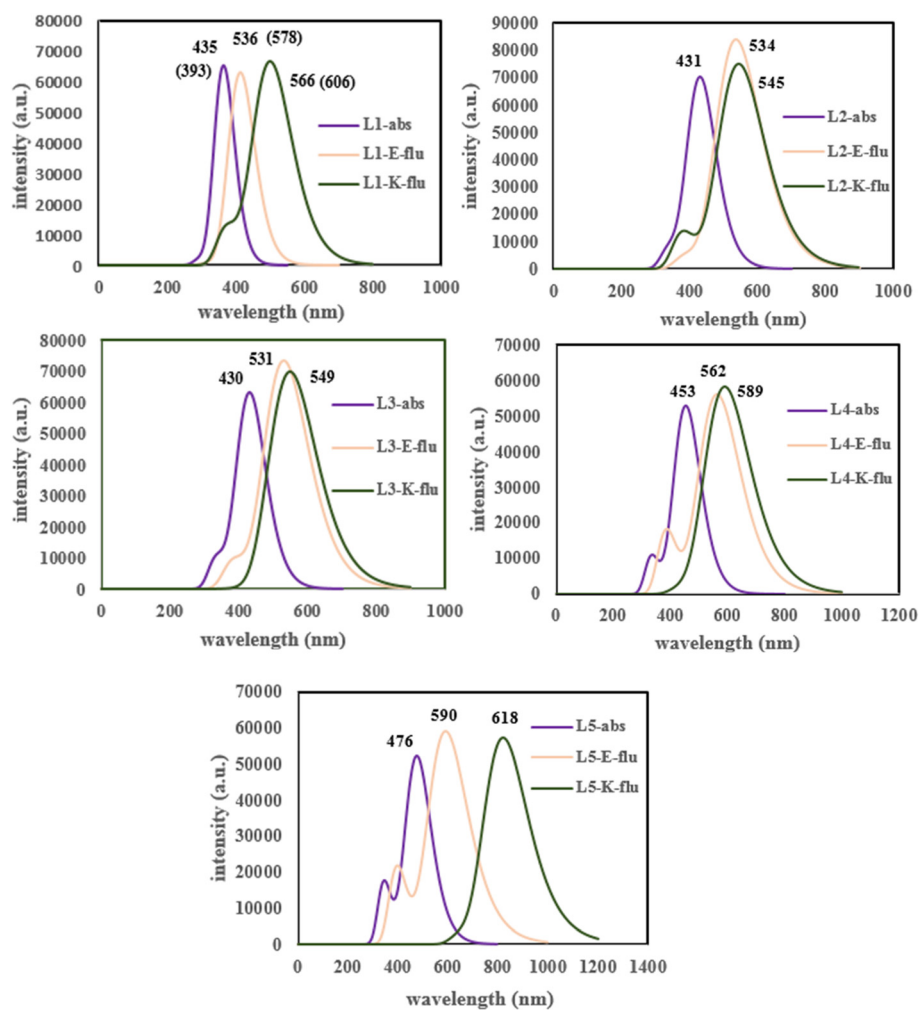 80000
70000
60000
50000
40000
30000
20000
10000
0
intensity (a.u.)
435
(393)
536 (578)
566 (606)
L1-abs
L1-E-flu
L1-K-flu
0 200 400 600 800 1000
wavelength (nm)
90000
80000
70000
60000
50000
40000
30000
20000
10000
0
intensity (a.u.)
431
534
545
L2-abs
L2-E-flu
L2-K-flu
0 200 400 600 800 1000
wavelength (nm)
80000
70000
60000
50000
40000
30000
20000
10000
0
intensity (a.u.)
430
531
549
L3-abs
L3-E-flu
L3-K-flu
0 200 400 600 800 1000
wavelength (nm)
70000
60000
50000
40000
30000
20000
10000
0
intensity (a.u.)
453
562
589
L4-abs
L4-E-flu
L4-K-flu
0 200 400 600 800 1000 1200
wavelength (nm)
70000
60000
50000
40000
30000
20000
10000
0
intensity (a.u.)
476
590
618
L5-abs
L5-E-flu
L5-K-flu
0 200 400 600 800 1000 1200 1400
wavelength (nm)